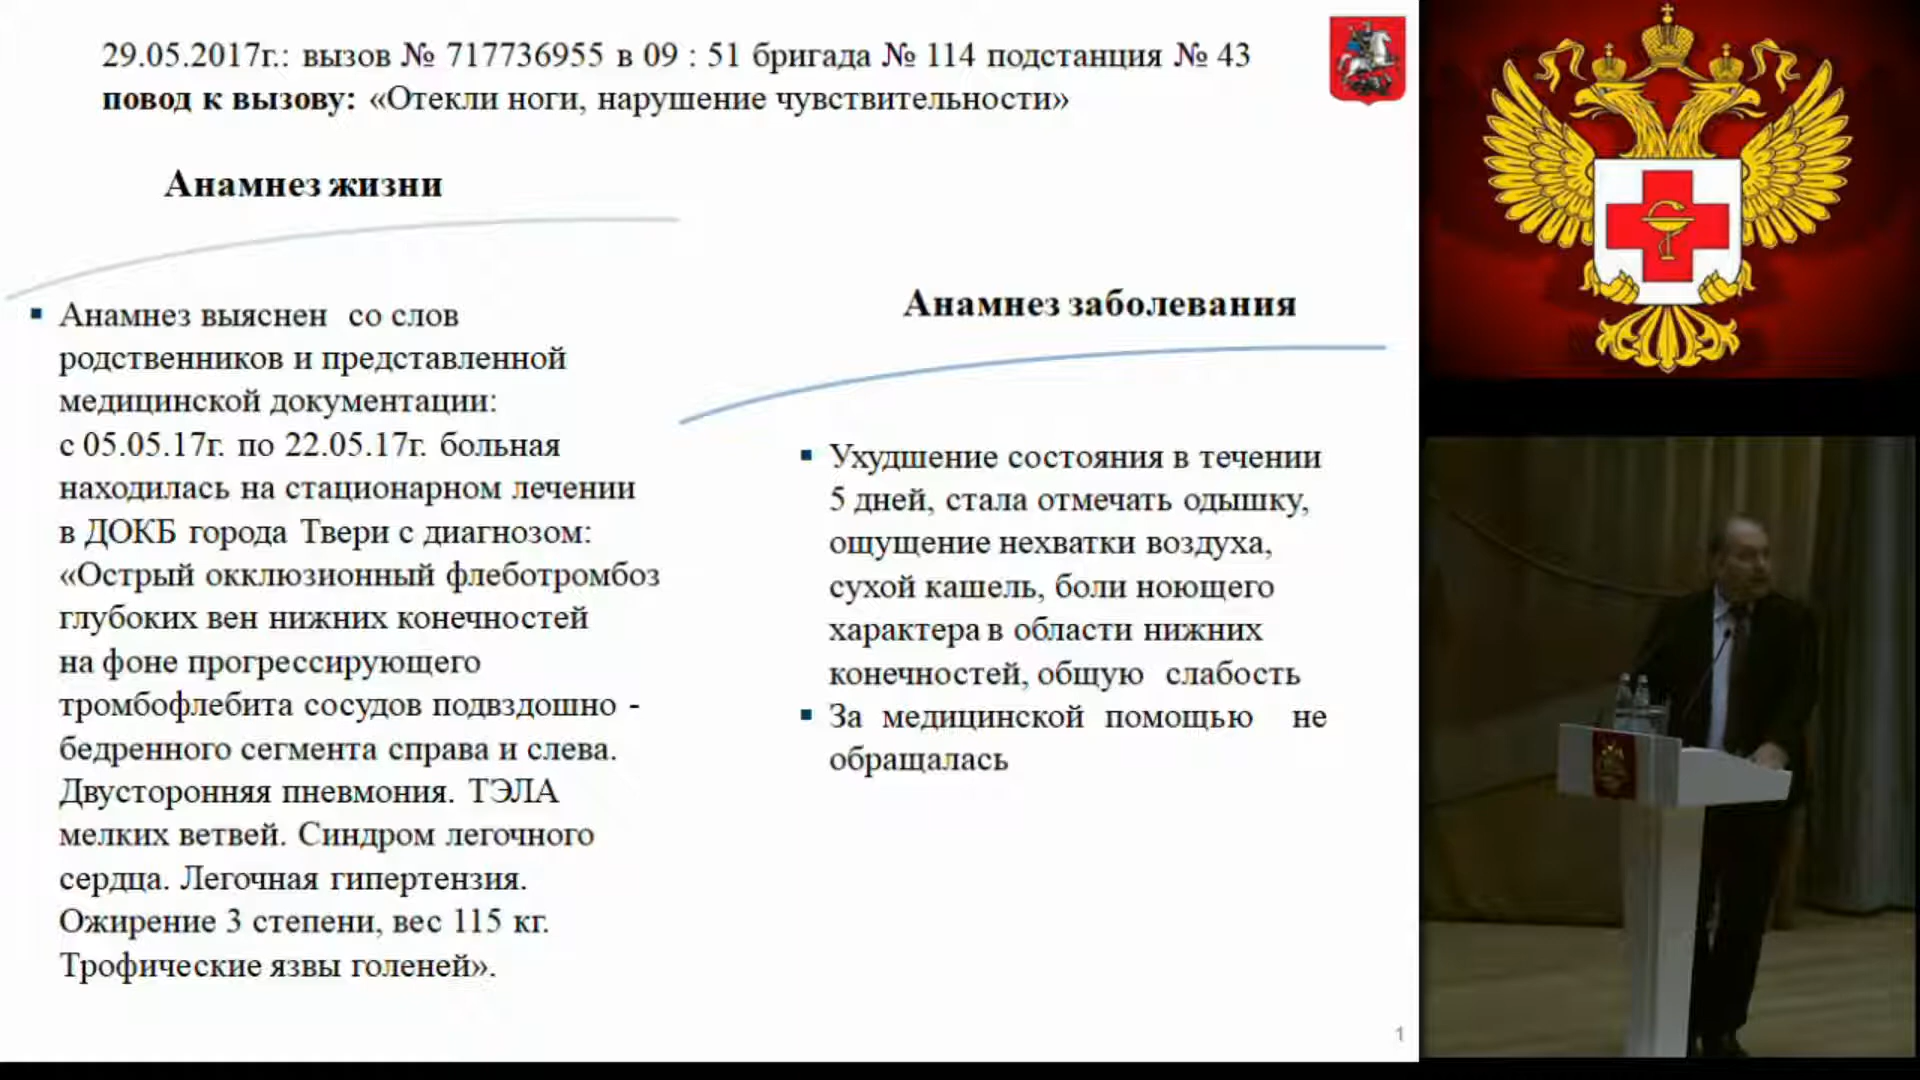 29.05.2017г.: вызов № 717736955 в 09 : 51 бригада № 114 подстанция № 43
повод к вызову: «Отекли ноги, нарушение чувствительности»
Анамнез жизни
▪ Анамнез выяснен со слов
родственников и представленной
медицинской документации:
с 05.05.17г. по 22.05.17г. больная
находилась на стационарном лечении
в ДОКБ города Твери с диагнозом:
«Острый окклюзионный флеботромбоз
глубоких вен нижних конечностей
на фоне прогрессирующего
тромбофлебита сосудов подвздошно -
бедренного сегмента справа и слева.
Двусторонняя пневмония. ТЭЛА
мелких ветвей. Синдром легочного
сердца. Легочная гипертензия.
Ожирение 3 степени, вес 115 кг.
Трофические язвы голеней».
Анамнез заболевания
▪ Ухудшение состояния в течении
5 дней, стала отмечать одышку,
ощущение нехватки воздуха,
сухой кашель, боли ноющего
характера в области нижних
конечностей, общую слабость
▪ За медицинской помощью не
обращалась
1